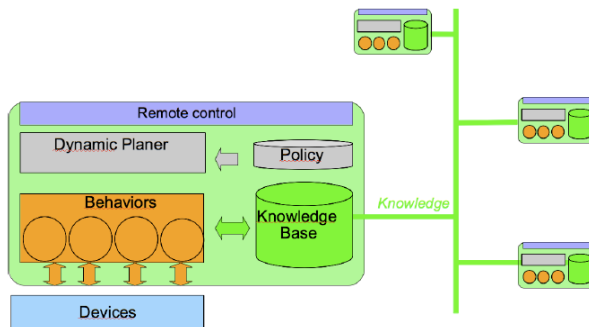 Remote control
Dynamic Planer
Policy
Behaviors
Knowledge
Base
Knowledge
Devices